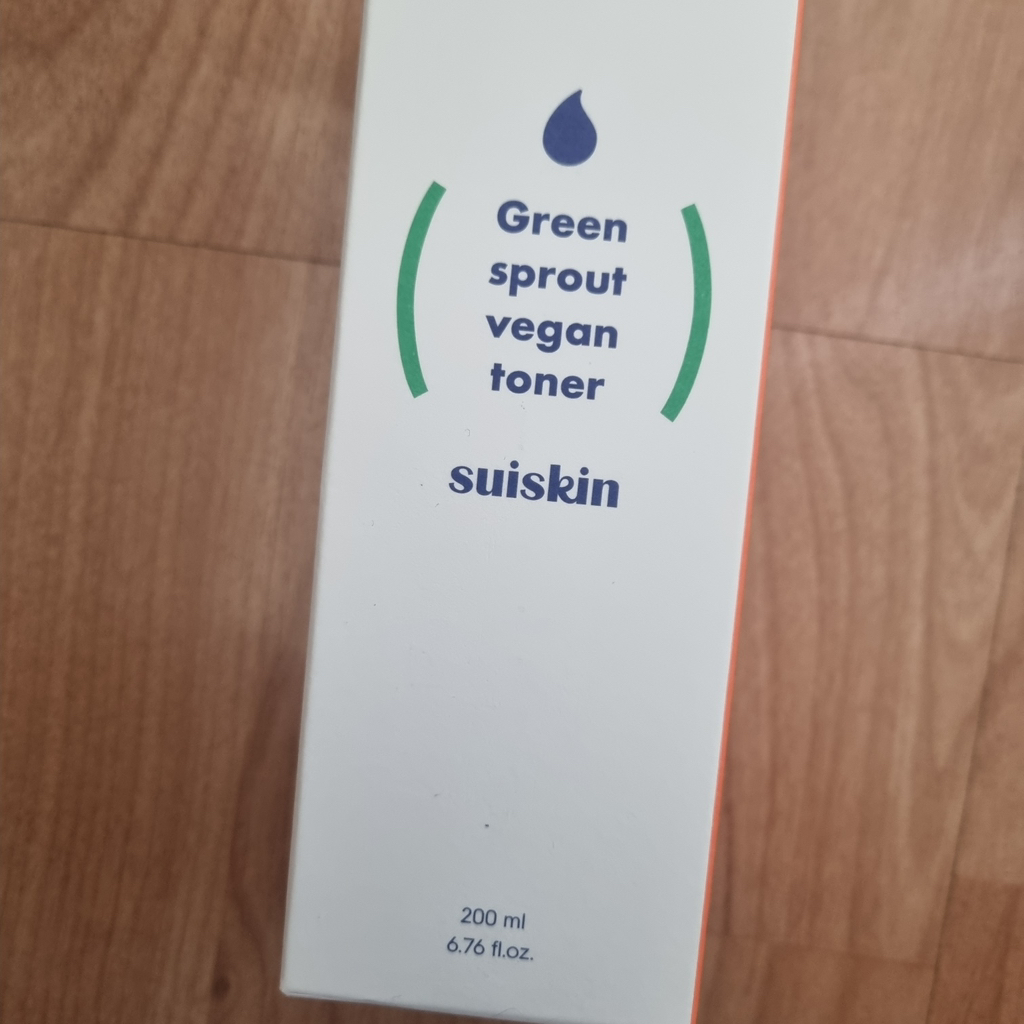 Green
sprout
vegan
toner
suiskin
200 ml
6.76 fl.oz.